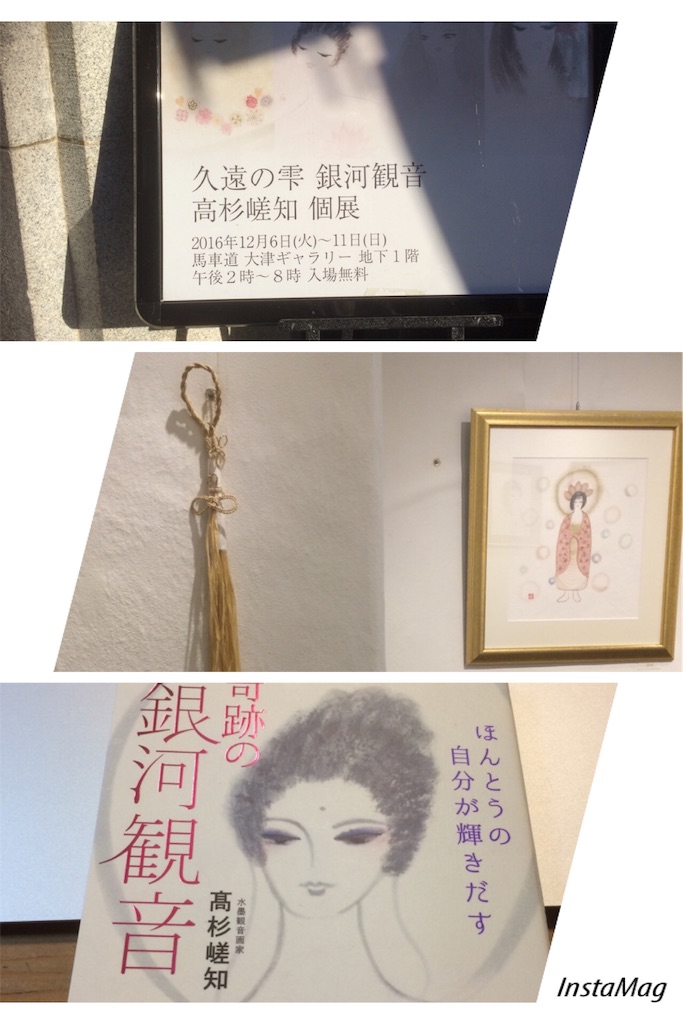 久遠の雫 銀河観音
高杉嵯知 個展
2016年12月6日(火)～11日(日)
馬車道 大津ギャラリー 地下1階
午後2時～8時 入場無料
奇跡の
銀河観音
水墨観音画家
髙杉嵯知
ほんとうの
自分が輝きだす
InstaMag